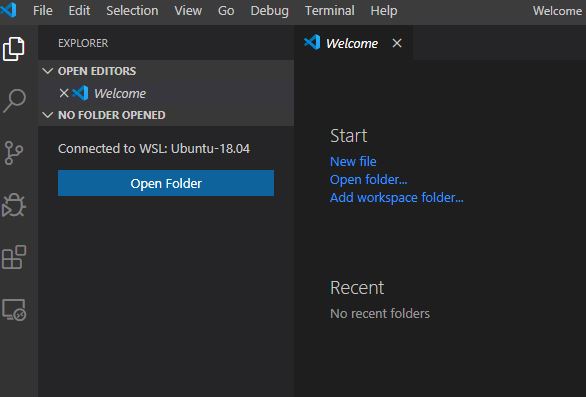 File Edit Selection View Go Debug Terminal Help Welcome
EXPLORER
OPEN EDITORS
Welcome
NO FOLDER OPENED
Connected to WSL: Ubuntu-18.04
Open Folder
Welcome
Start
New file
Open folder...
Add workspace folder...
Recent
No recent folders